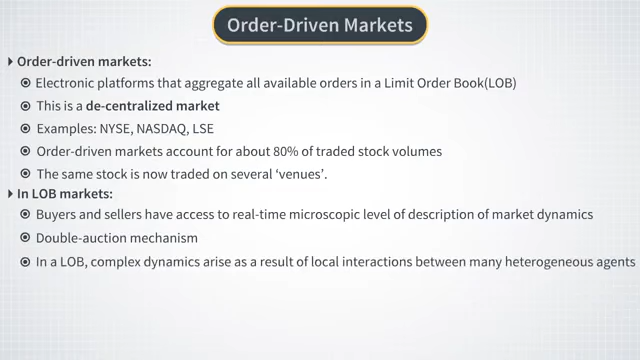 Order-Driven Markets
Order-driven markets:
Electronic platforms that aggregate all available orders in a Limit Order Book(LOB)
This is a de-centralized market
Examples: NYSE, NASDAQ, LSE
Order-driven markets account for about 80% of traded stock volumes
The same stock is now traded on several ‘venues’.
In LOB markets:
Buyers and sellers have access to real-time microscopic level of description of market dynamics
Double-auction mechanism
In a LOB, complex dynamics arise as a result of local interactions between many heterogeneous agents